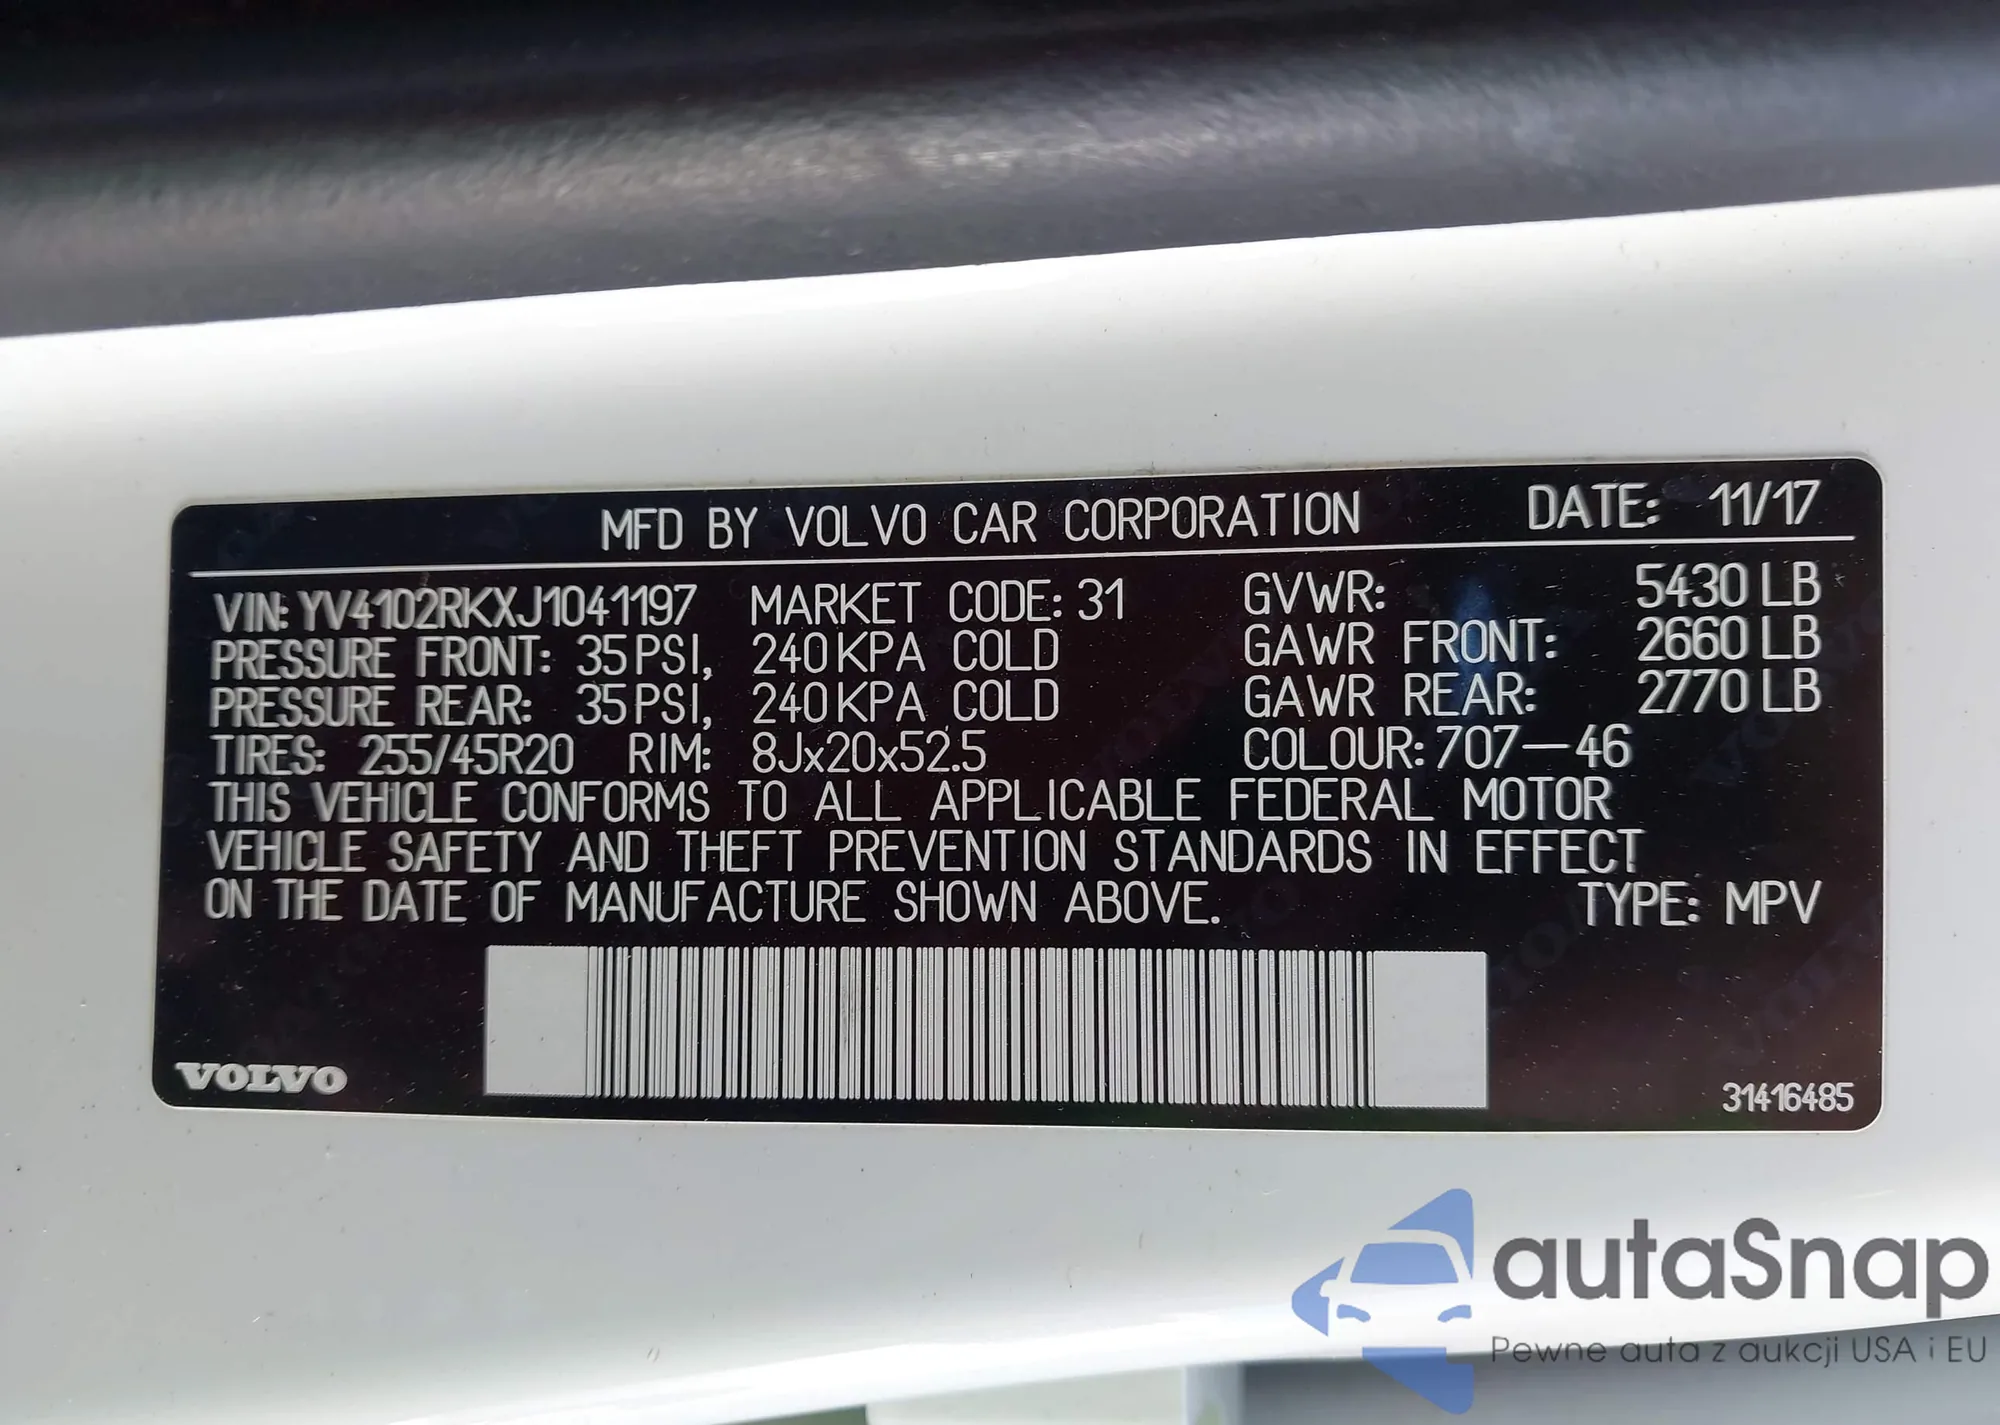 MFD BY VOLVO CAR CORPORATION DATE: 11/17
VIN: YV4102RKXJ1041197 MARKET CODE: 31 GVWR: 5430 LB
PRESSURE FRONT: 35 PSI, 240 KPA COLD GAWR FRONT: 2660 LB
PRESSURE REAR: 35 PSI, 240 KPA COLD GAWR REAR: 2770 LB
TIRES: 255/45R20 RIM: 8Jx20x52.5 COLOUR: 707-46
THIS VEHICLE CONFORMS TO ALL APPLICABLE FEDERAL MOTOR
VEHICLE SAFETY AND THEFT PREVENTION STANDARDS IN EFFECT
ON THE DATE OF MANUFACTURE SHOWN ABOVE. TYPE: MPV
VOLVO 31416485
autaSnap
Pewne auta z aukcji USA i EU